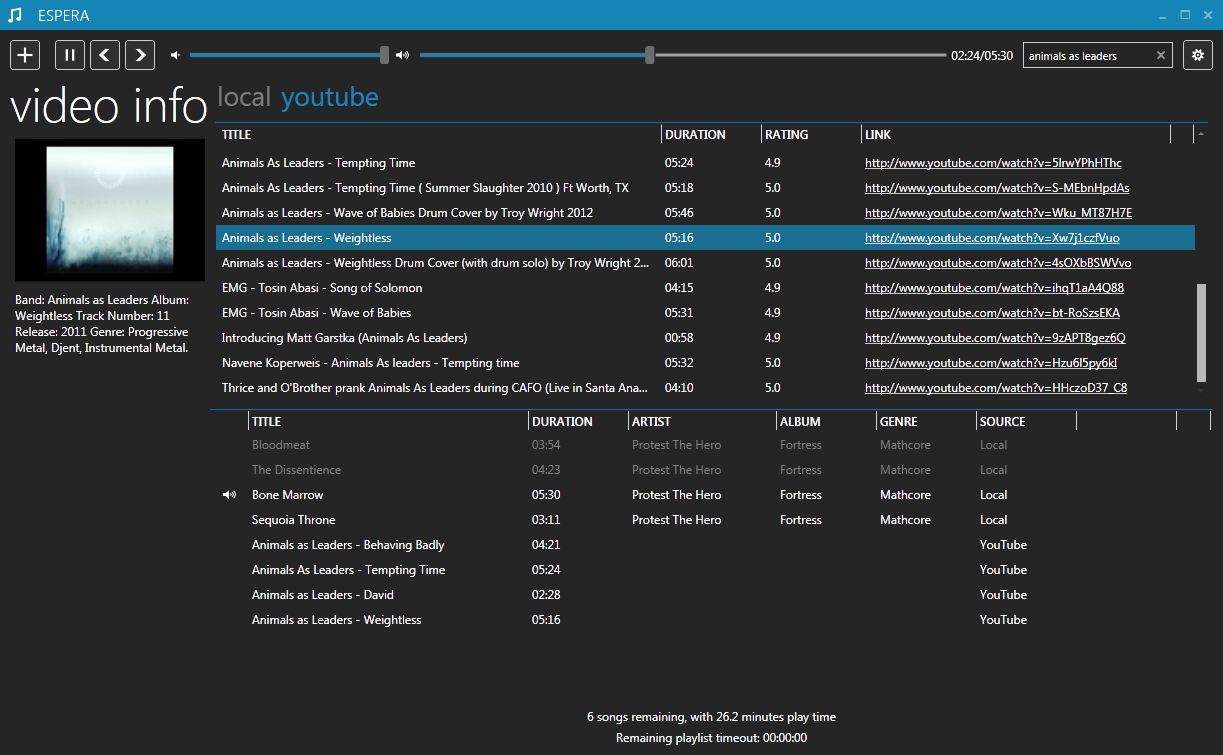 ESPERA
02:24/05:30 animals as leaders
video info
local youtube
TITLE DURATION RATING LINK
Animals As Leaders - Tempting Time 05:24 4.9 http://www.youtube.com/watch?v=5IrwYPhHThc
Animals As Leaders - Tempting Time ( Summer Slaughter 2010 ) Ft Worth, TX 05:18 5.0 http://www.youtube.com/watch?v=S-MEbnHpdAs
Animals as Leaders - Wave of Babies Drum Cover by Troy Wright 2012 05:46 5.0 http://www.youtube.com/watch?v=Wku_MT87H7E
Animals as Leaders - Weightless 05:16 5.0 http://www.youtube.com/watch?v=Xw7j1czfVuo
Animals as Leaders - Weightless Drum Cover (with drum solo) by Troy Wright 2... 06:01 5.0 http://www.youtube.com/watch?v=4sOXbBSWVvo
EMG - Tosin Abasi - Song of Solomon 04:15 4.9 http://www.youtube.com/watch?v=ihqT1aA4Q88
EMG - Tosin Abasi - Wave of Babies 05:31 4.9 http://www.youtube.com/watch?v=bt-RoSzsEKA
Introducing Matt Garstka (Animals As Leaders) 00:58 4.9 http://www.youtube.com/watch?v=9zAPT8gez6Q
Navene Koperweis - Animals As leaders - Tempting time 05:32 5.0 http://www.youtube.com/watch?v=Hzu6l5py6kI
Thrice and O'Brother prank Animals As Leaders during CAFO (Live in Santa Ana... 04:10 5.0 http://www.youtube.com/watch?v=HHczoD37_C8
Band: Animals as Leaders Album:
Weightless Track Number: 11
Release: 2011 Genre: Progressive
Metal, Djent, Instrumental Metal.
TITLE DURATION ARTIST ALBUM GENRE SOURCE
Bloodmeat 03:54 Protest The Hero Fortress Mathcore Local
The Dissentience 04:23 Protest The Hero Fortress Mathcore Local
Bone Marrow 05:30 Protest The Hero Fortress Mathcore Local
Sequoia Throne 03:11 Protest The Hero Fortress Mathcore Local
Animals as Leaders - Behaving Badly 04:21 YouTube
Animals As Leaders - Tempting Time 05:24 YouTube
Animals as Leaders - David 02:28 YouTube
Animals as Leaders - Weightless 05:16 YouTube
6 songs remaining, with 26.2 minutes play time
Remaining playlist timeout: 00:00:00